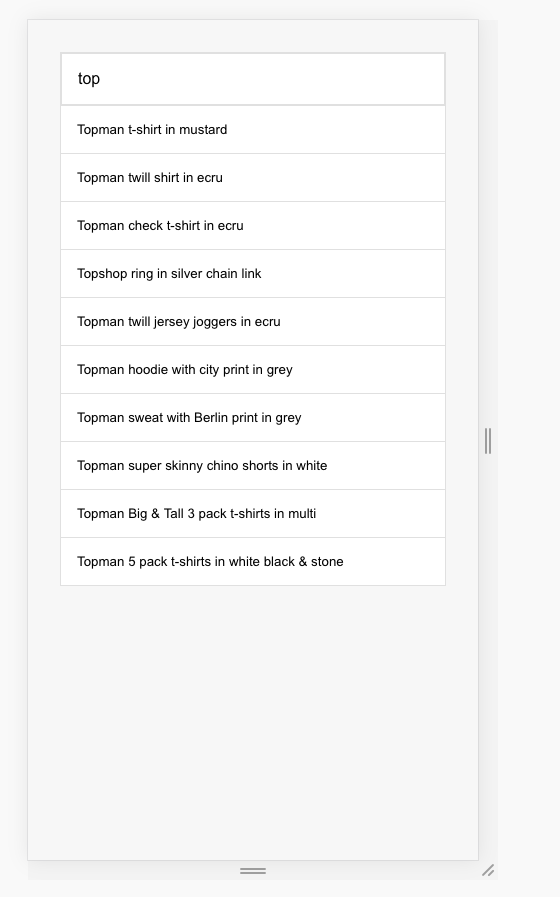 top
Topman t-shirt in mustard
Topman twill shirt in ecru
Topman check t-shirt in ecru
Topshop ring in silver chain link
Topman twill jersey joggers in ecru
Topman hoodie with city print in grey
Topman sweat with Berlin print in grey
Topman super skinny chino shorts in white
Topman Big & Tall 3 pack t-shirts in multi
Topman 5 pack t-shirts in white black & stone